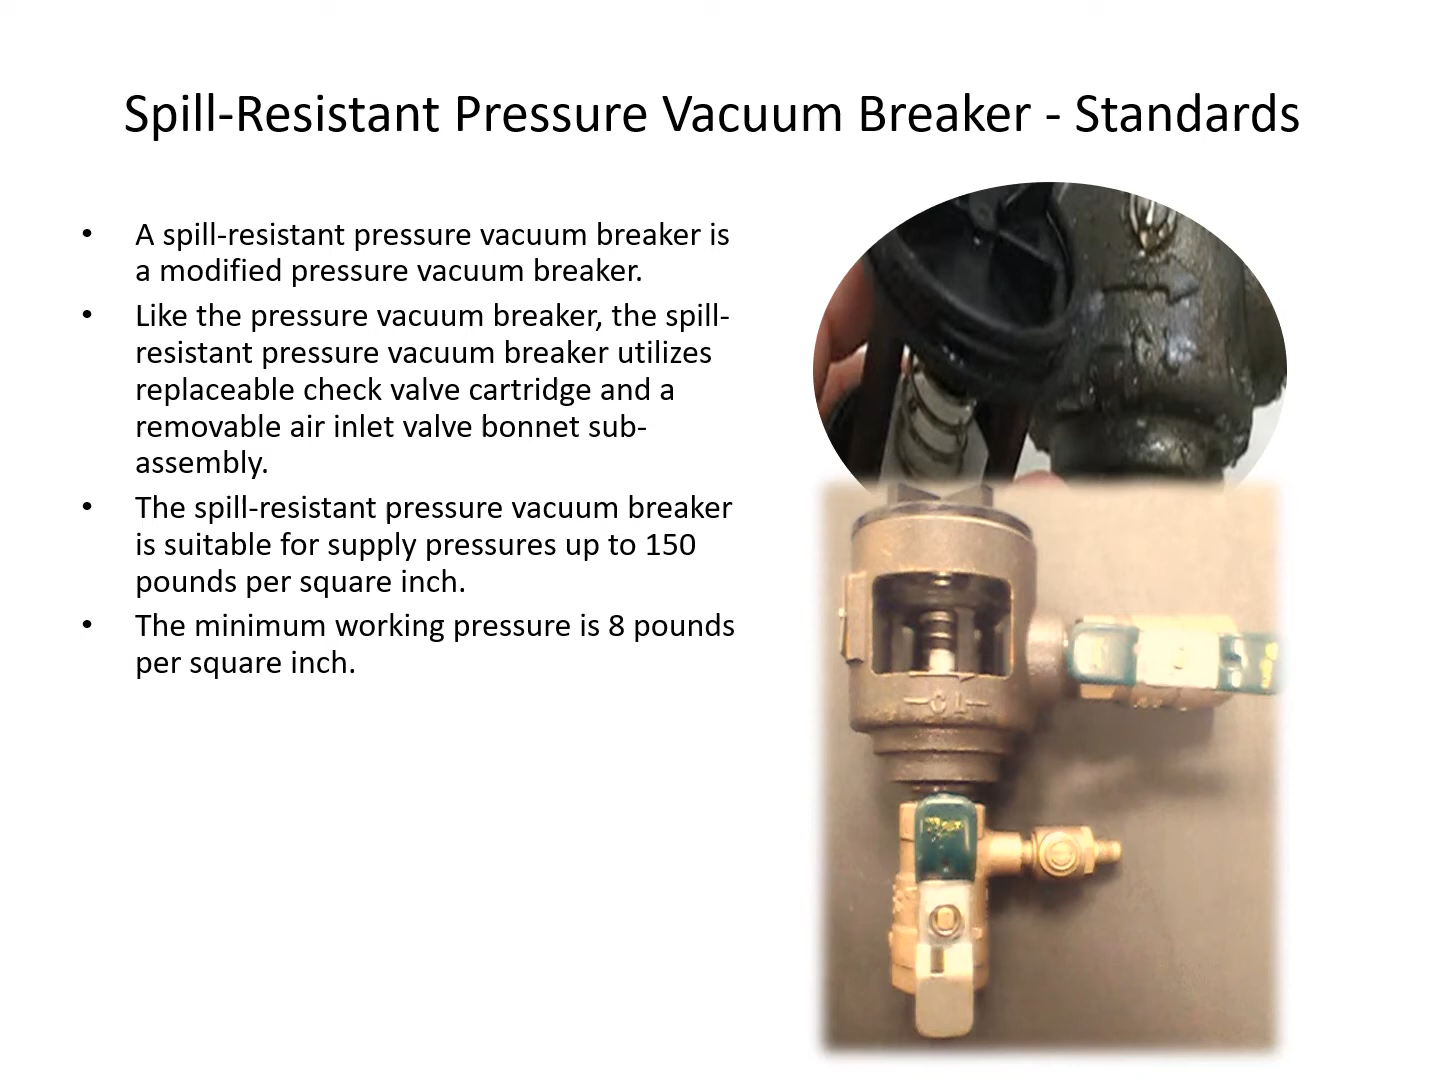 Spill-Resistant Pressure Vacuum Breaker - Standards
• A spill-resistant pressure vacuum breaker is
a modified pressure vacuum breaker.
• Like the pressure vacuum breaker, the spill-
resistant pressure vacuum breaker utilizes
replaceable check valve cartridge and a
removable air inlet valve bonnet sub-
assembly.
• The spill-resistant pressure vacuum breaker
is suitable for supply pressures up to 150
pounds per square inch.
• The minimum working pressure is 8 pounds
per square inch.